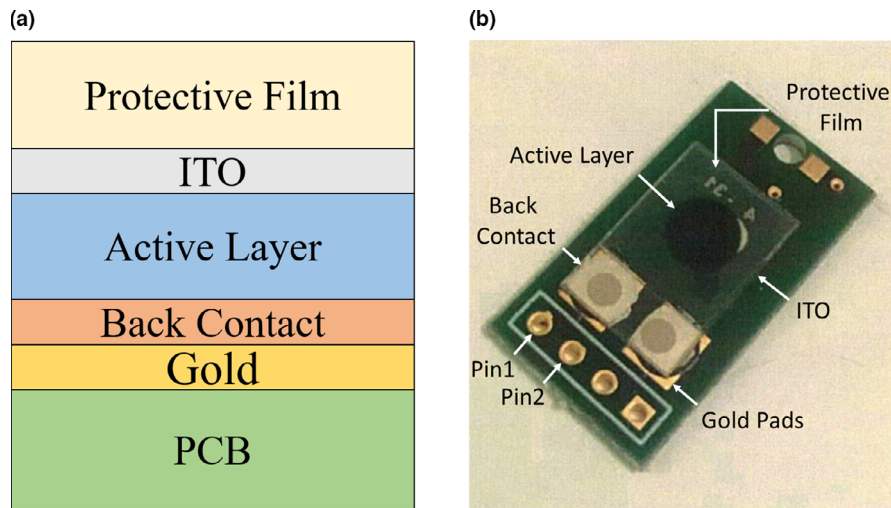 (a)
Protective Film
ITO
Active Layer
Back Contact
Gold
PCB
(b)
Protective
Film
Active Layer
Back
Contact
ITO
Pin1
Pin2
Gold Pads